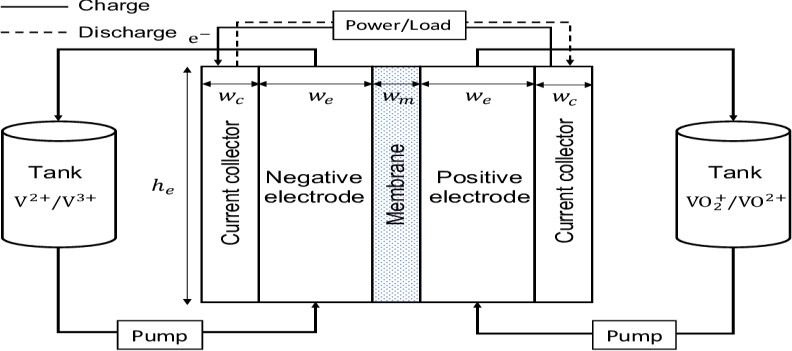 Charge
Discharge
e⁻
Power/Load
w_c
w_e
w_m
w_e
w_c
h_e
Tank
V²⁺/V³⁺
Current collector
Negative
electrode
Membrane
Positive
electrode
Current collector
Tank
VO₂⁺/VO²⁺
Pump
Pump